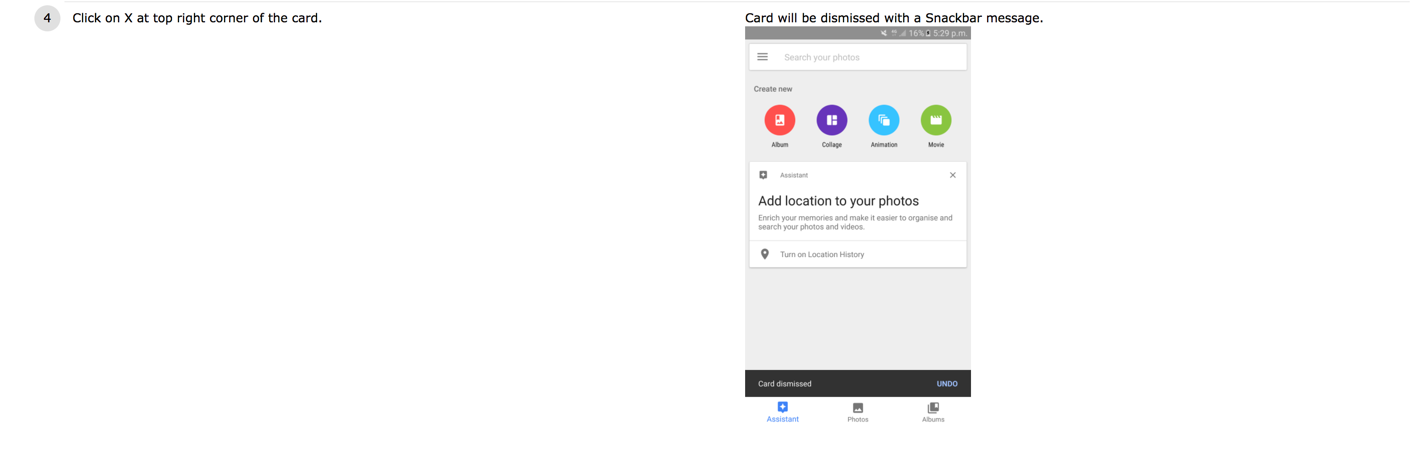 4 Click on X at top right corner of the card.
Card will be dismissed with a Snackbar message.
16% 5:29 p.m.
Search your photos
Create new
Album Collage Animation Movie
Assistant
Add location to your photos
Enrich your memories and make it easier to organise and
search your photos and videos.
Turn on Location History
Card dismissed UNDO
Assistant Photos Albums